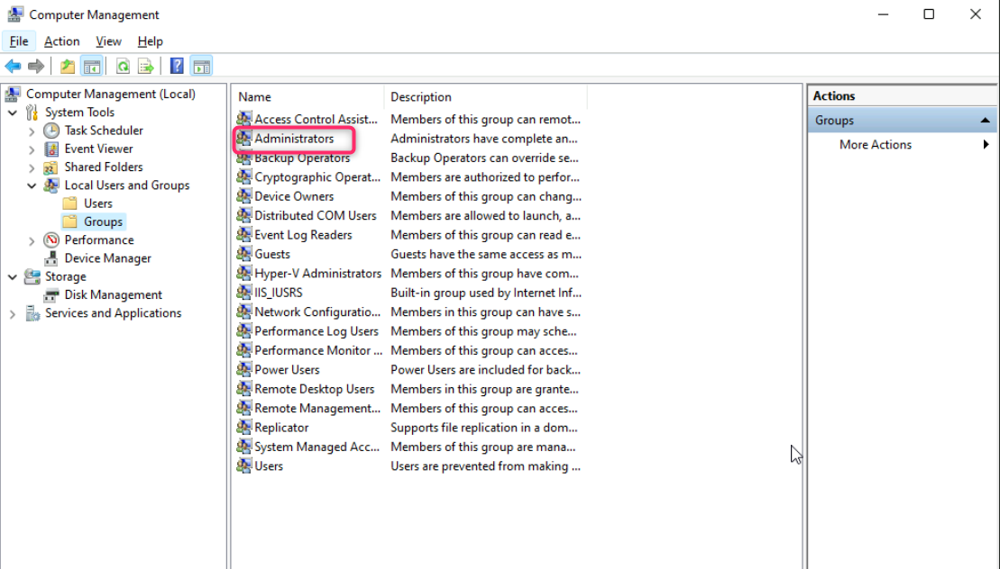 Computer Management
File Action View Help
Computer Management (Local)
System Tools
Task Scheduler
Event Viewer
Shared Folders
Local Users and Groups
Users
Groups
Performance
Device Manager
Storage
Disk Management
Services and Applications
Name Description
Access Control Assist... Members of this group can remot...
Administrators Administrators have complete an...
Backup Operators Backup Operators can override se...
Cryptographic Operat... Members are authorized to perfor...
Device Owners Members of this group can chang...
Distributed COM Users Members are allowed to launch, a...
Event Log Readers Members of this group can read e...
Guests Guests have the same access as m...
Hyper-V Administrators Members of this group have com...
IIS_IUSRS Built-in group used by Internet Inf...
Network Configuratio... Members in this group can have s...
Performance Log Users Members of this group may sche...
Performance Monitor ... Members of this group can acces...
Power Users Power Users are included for back...
Remote Desktop Users Members in this group are grante...
Remote Management... Members of this group can acces...
Replicator Supports file replication in a dom...
System Managed Acc... Members of this group are mana...
Users Users are prevented from making ...
Actions
Groups
More Actions